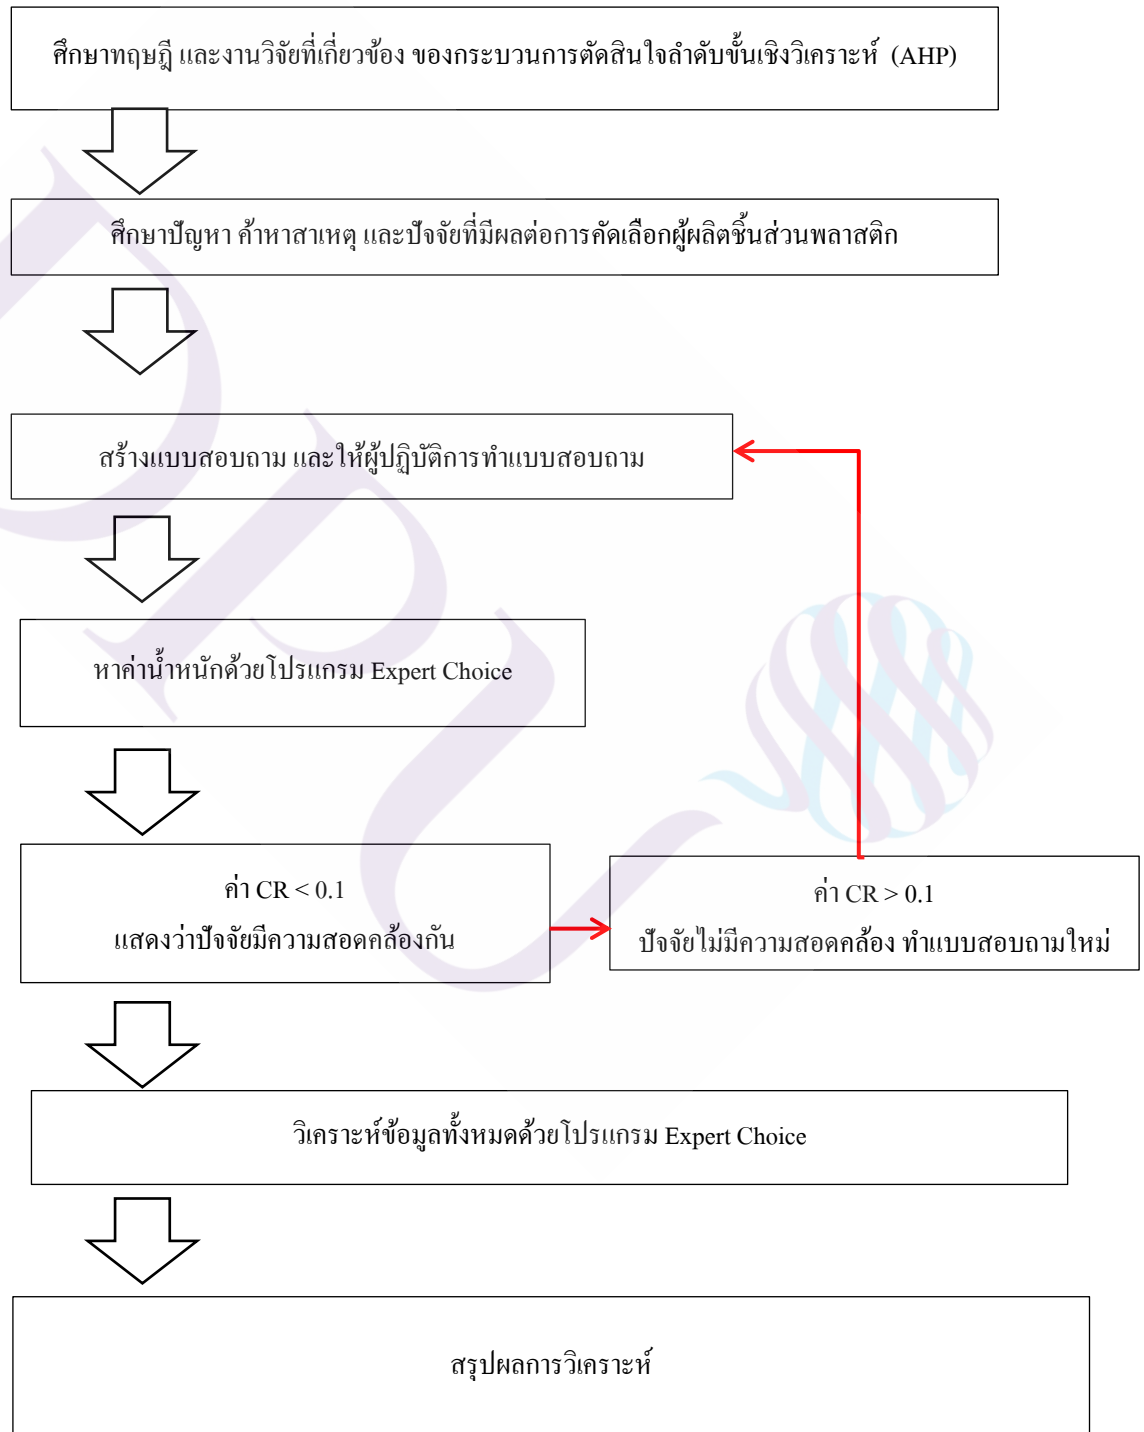 ศึกษาทฤษฎี และงานวิจัยที่เกี่ยวข้อง ของกระบวนการตัดสินใจลำดับขั้นเชิงวิเคราะห์ (AHP)
ศึกษาปัญหา ค้าหาสาเหตุ และปัจจัยที่มีผลต่อการคัดเลือกผู้ผลิตชิ้นส่วนพลาสติก
สร้างแบบสอบถาม และให้ผู้ปฏิบัติการทำแบบสอบถาม
หาค่าน้ำหนักด้วยโปรแกรม Expert Choice
ค่า CR < 0.1
แสดงว่าปัจจัยมีความสอดคล้องกัน
ค่า CR > 0.1
ปัจจัยไม่มีความสอดคล้อง ทำแบบสอบถามใหม่
วิเคราะห์ข้อมูลทั้งหมดด้วยโปรแกรม Expert Choice
สรุปผลการวิเคราะห์
DPU